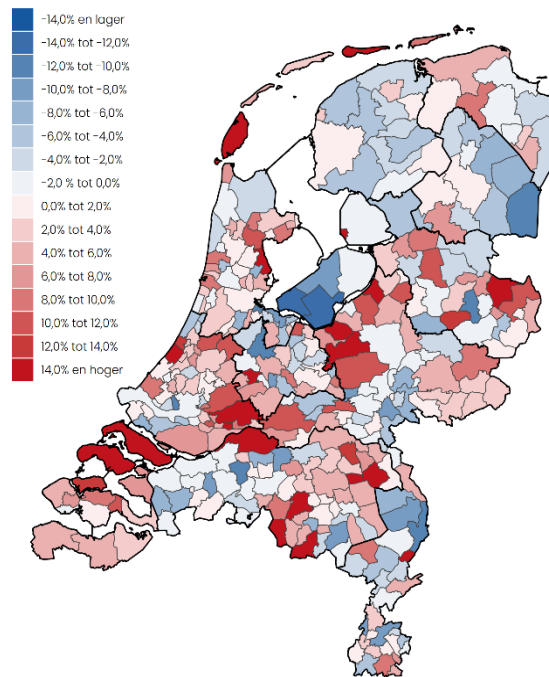 -14,0% en lager
-14,0% tot -12,0%
-12,0% tot -10,0%
-10,0% tot -8,0%
-8,0% tot -6,0%
-6,0% tot -4,0%
-4,0% tot -2,0%
-2,0 % tot 0,0%
0,0% tot 2,0%
2,0% tot 4,0%
4,0% tot 6,0%
6,0% tot 8,0%
8,0% tot 10,0%
10,0% tot 12,0%
12,0% tot 14,0%
14,0% en hoger